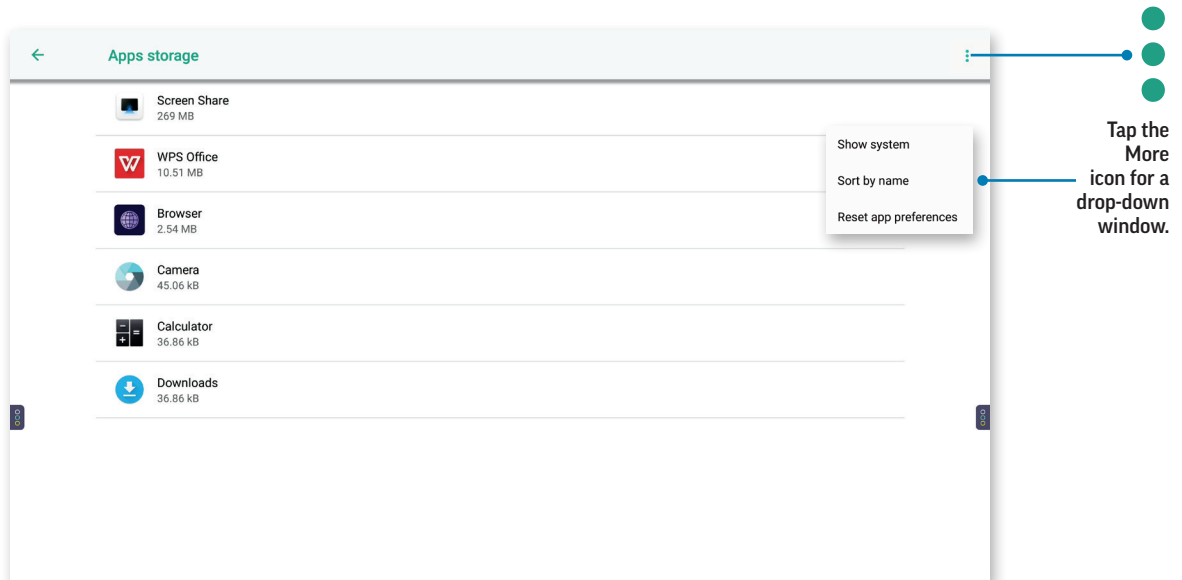 Apps storage
Screen Share
269 MB
WPS Office
10.51 MB
Browser
2.54 MB
Camera
45.06 kB
Calculator
36.86 kB
Downloads
36.86 kB
Show system
Sort by name
Reset app preferences
Tap the
More
icon for a
drop-down
window.